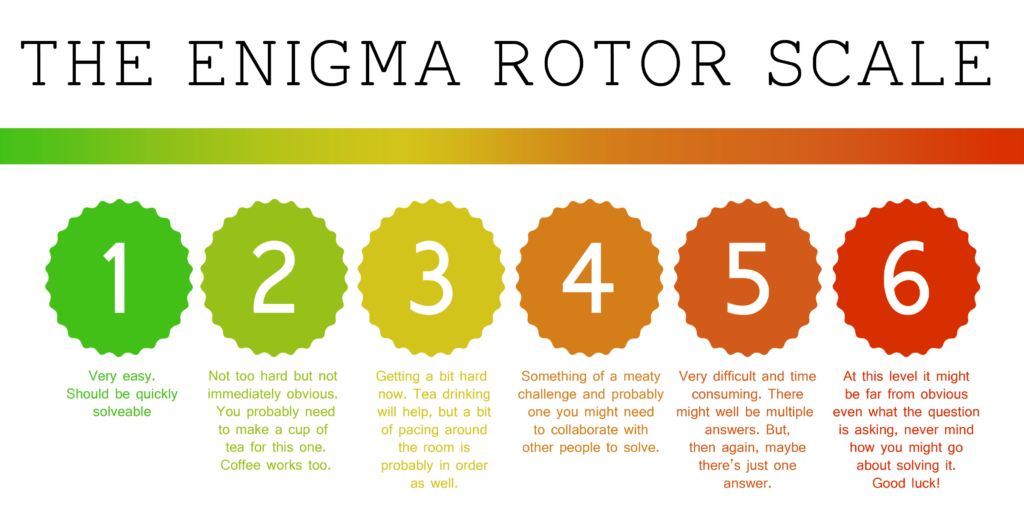 THE ENIGMA ROTOR SCALE
1
2
3
4
5
6
Very easy.
Should be quickly
solveable
Not too hard but not
immediately obvious.
You probably need
to make a cup of
tea for this one.
Coffee works too.
Getting a bit hard
now. Tea drinking
will help, but a bit
of pacing around
the room is
probably in order
as well.
Something of a meaty
challenge and probably
one you might need
to collaborate with
other people to solve.
Very difficult and time
consuming. There
might well be multiple
answers. But,
then again, maybe
there's just one
answer.
At this level it might
be far from obvious
even what the question
is asking, never mind
how you might go
about solving it.
Good luck!